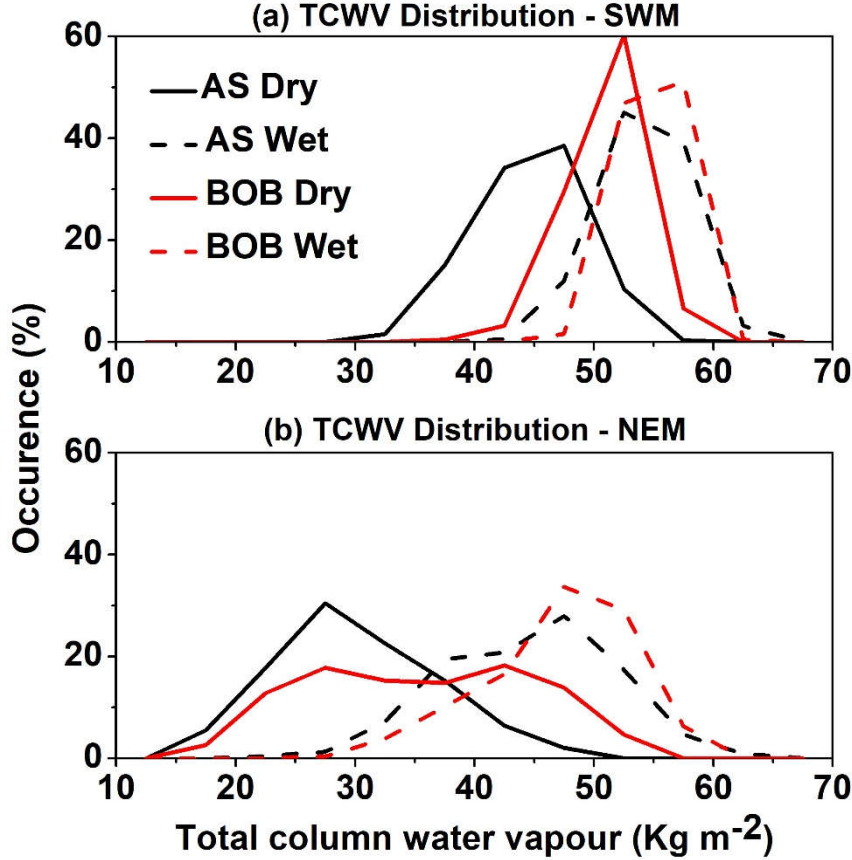 (a) TCWV Distribution - SWM
60
40
20
0
AS Dry
AS Wet
BOB Dry
BOB Wet
10 20 30 40 50 60 70
(b) TCWV Distribution - NEM
60
40
20
0
10 20 30 40 50 60 70
Occurence (%)
Total column water vapour (Kg m⁻²)